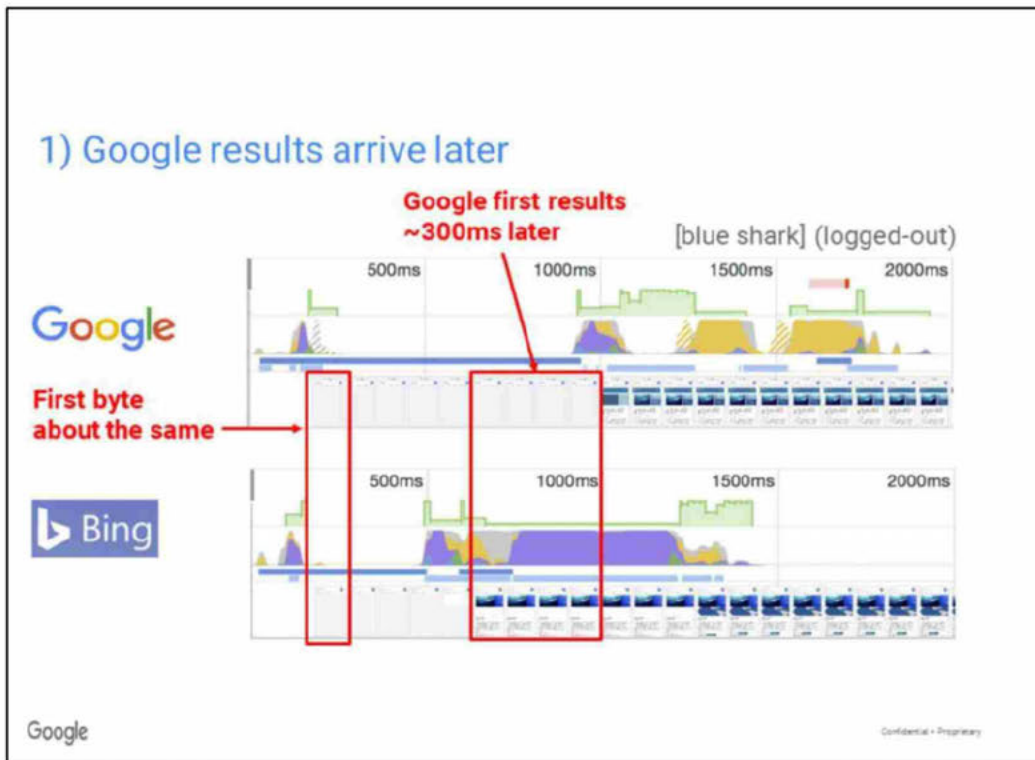 1) Google results arrive later
Google first results
~300ms later
[blue shark] (logged-out)
500ms
1000ms
1500ms
2000ms
Google
First byte
about the same
500ms
1000ms
1500ms
2000ms
Bing
Google
Confidential • Proprietary